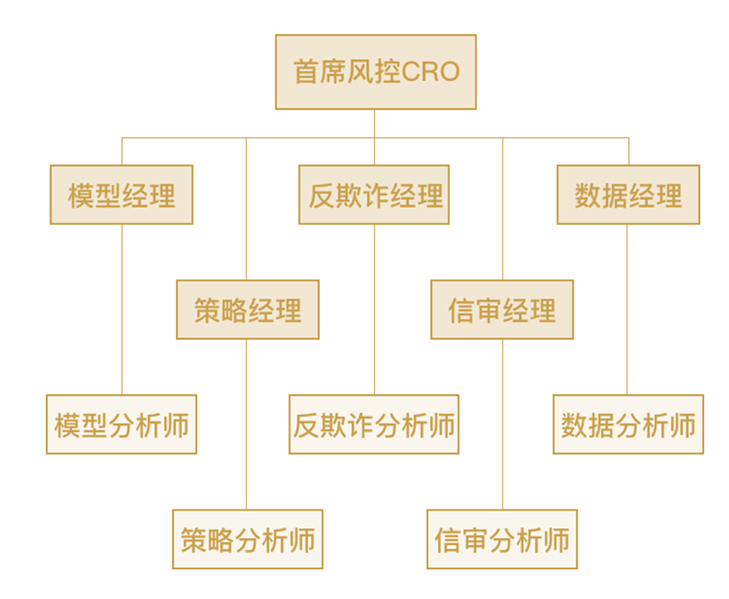 首席风控CRO
模型经理
反欺诈经理
数据经理
策略经理
信审经理
模型分析师
反欺诈分析师
数据分析师
策略分析师
信审分析师